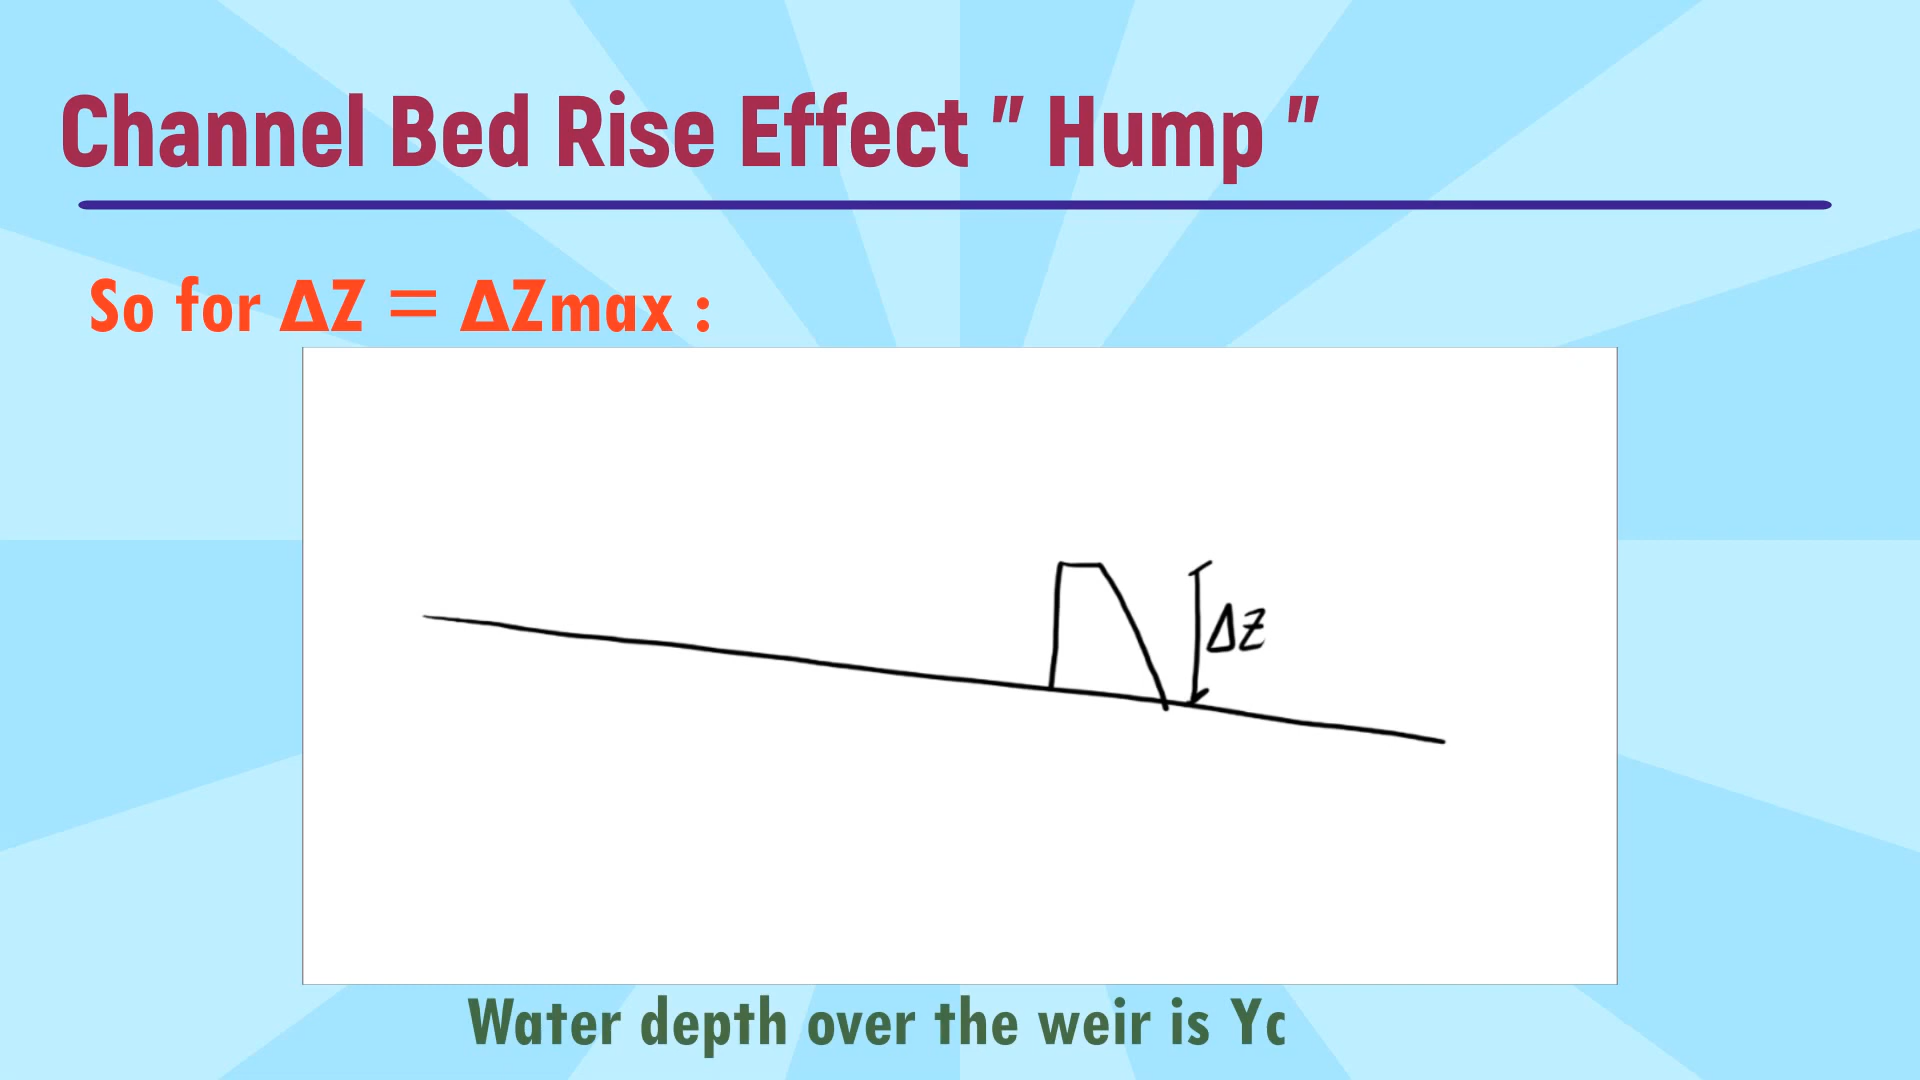 Channel Bed Rise Effect " Hump "
So for ΔZ = ΔZmax :
ΔZ
Water depth over the weir is Yc